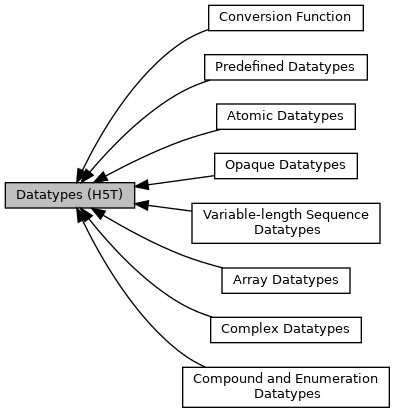 Conversion Function
Predefined Datatypes
Atomic Datatypes
Opaque Datatypes
Datatypes (H5T)
Variable-length Sequence
Datatypes
Array Datatypes
Complex Datatypes
Compound and Enumeration
Datatypes